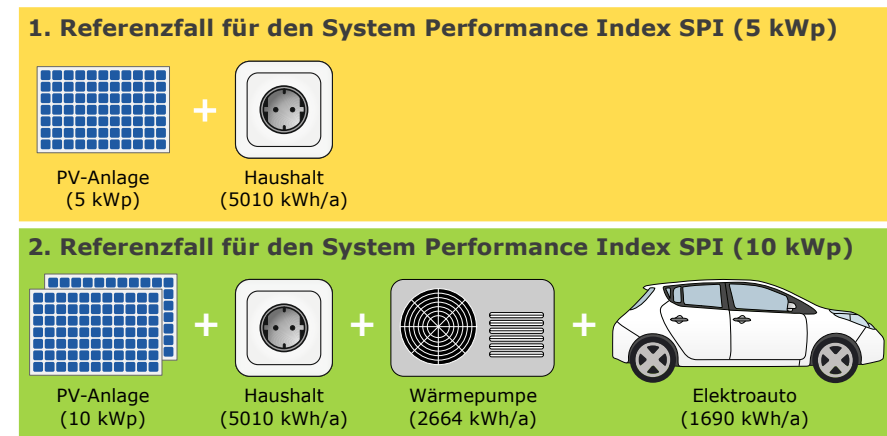 1. Referenzfall für den System Performance Index SPI (5 kWp)
PV-Anlage
(5 kWp)
Haushalt
(5010 kWh/a)
2. Referenzfall für den System Performance Index SPI (10 kWp)
PV-Anlage
(10 kWp)
Haushalt
(5010 kWh/a)
Wärmepumpe
(2664 kWh/a)
Elektroauto
(1690 kWh/a)